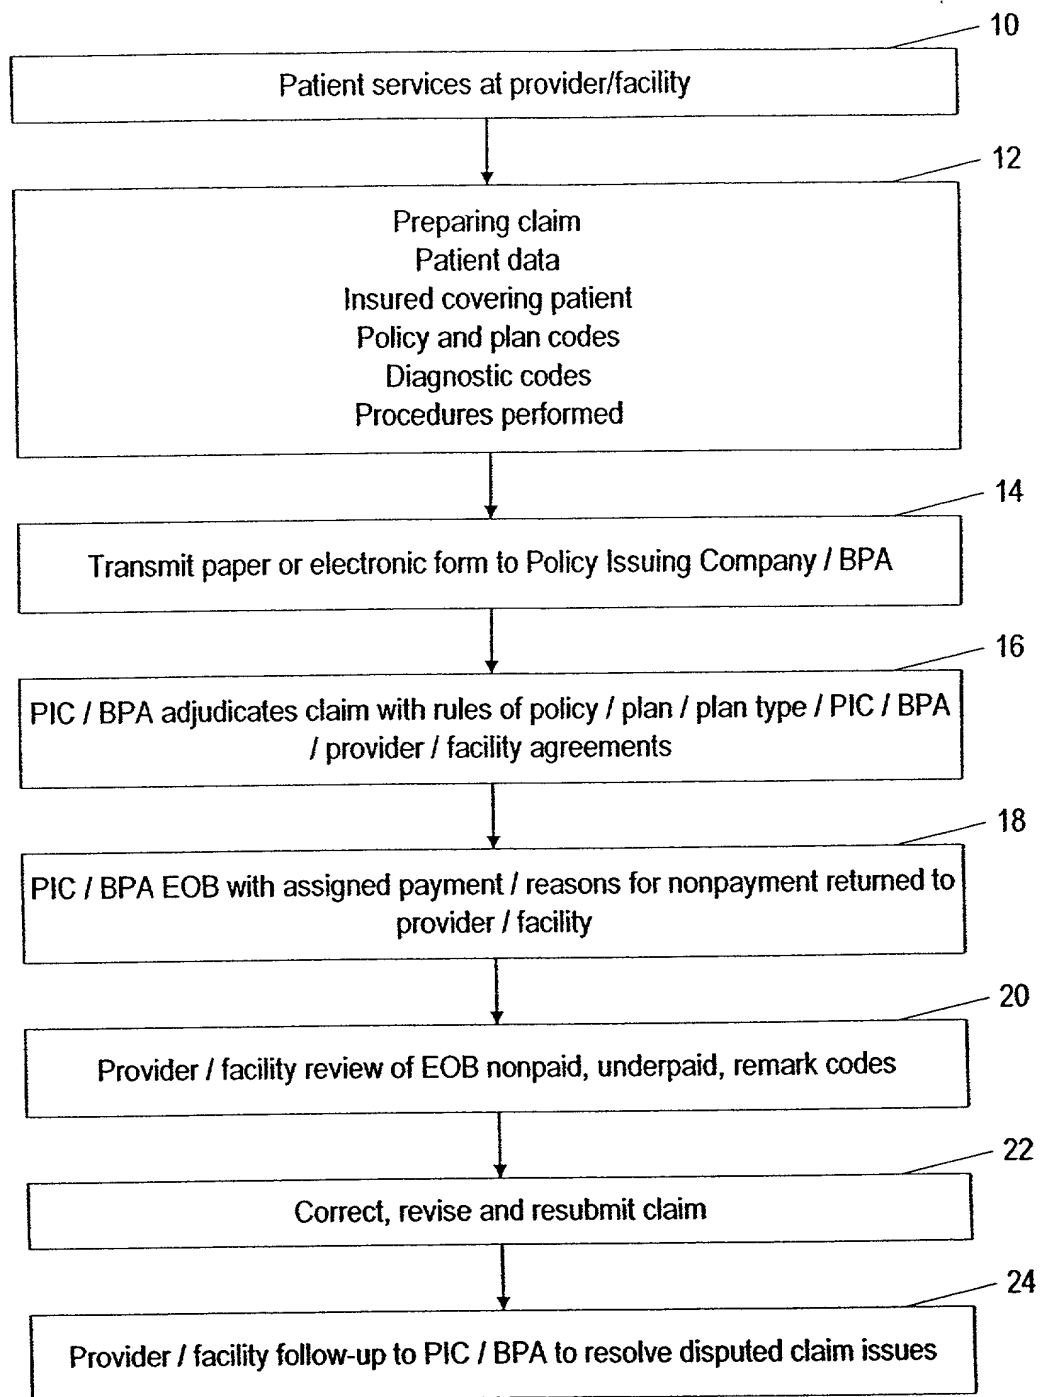 10
Patient services at provider/facility
12
Preparing claim
Patient data
Insured covering patient
Policy and plan codes
Diagnostic codes
Procedures performed
14
Transmit paper or electronic form to Policy Issuing Company / BPA
16
PIC / BPA adjudicates claim with rules of policy / plan / plan type / PIC / BPA
/ provider / facility agreements
18
PIC / BPA EOB with assigned payment / reasons for nonpayment returned to
provider / facility
20
Provider / facility review of EOB nonpaid, underpaid, remark codes
22
Correct, revise and resubmit claim
24
Provider / facility follow-up to PIC / BPA to resolve disputed claim issues